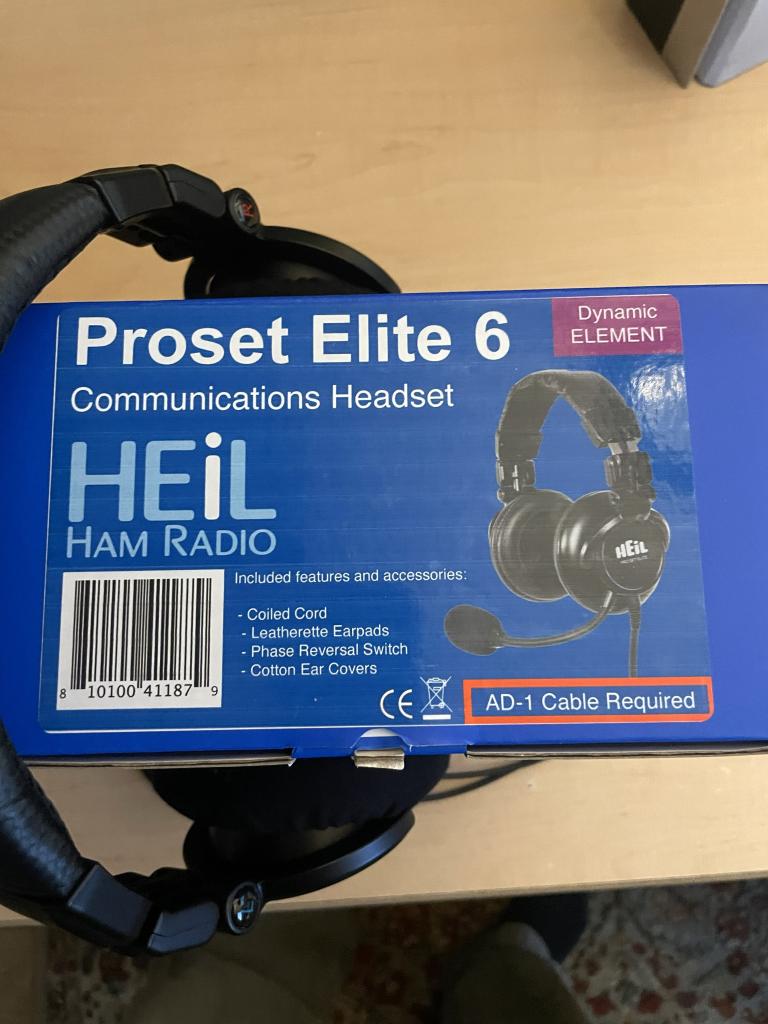 Proset Elite 6
Dynamic
ELEMENT
Communications Headset
HEiL
HAM RADIO
HEiL
Included features and accessories:
- Coiled Cord
- Leatherette Earpads
- Phase Reversal Switch
- Cotton Ear Covers
8 10100 41187 9
CE
AD-1 Cable Required